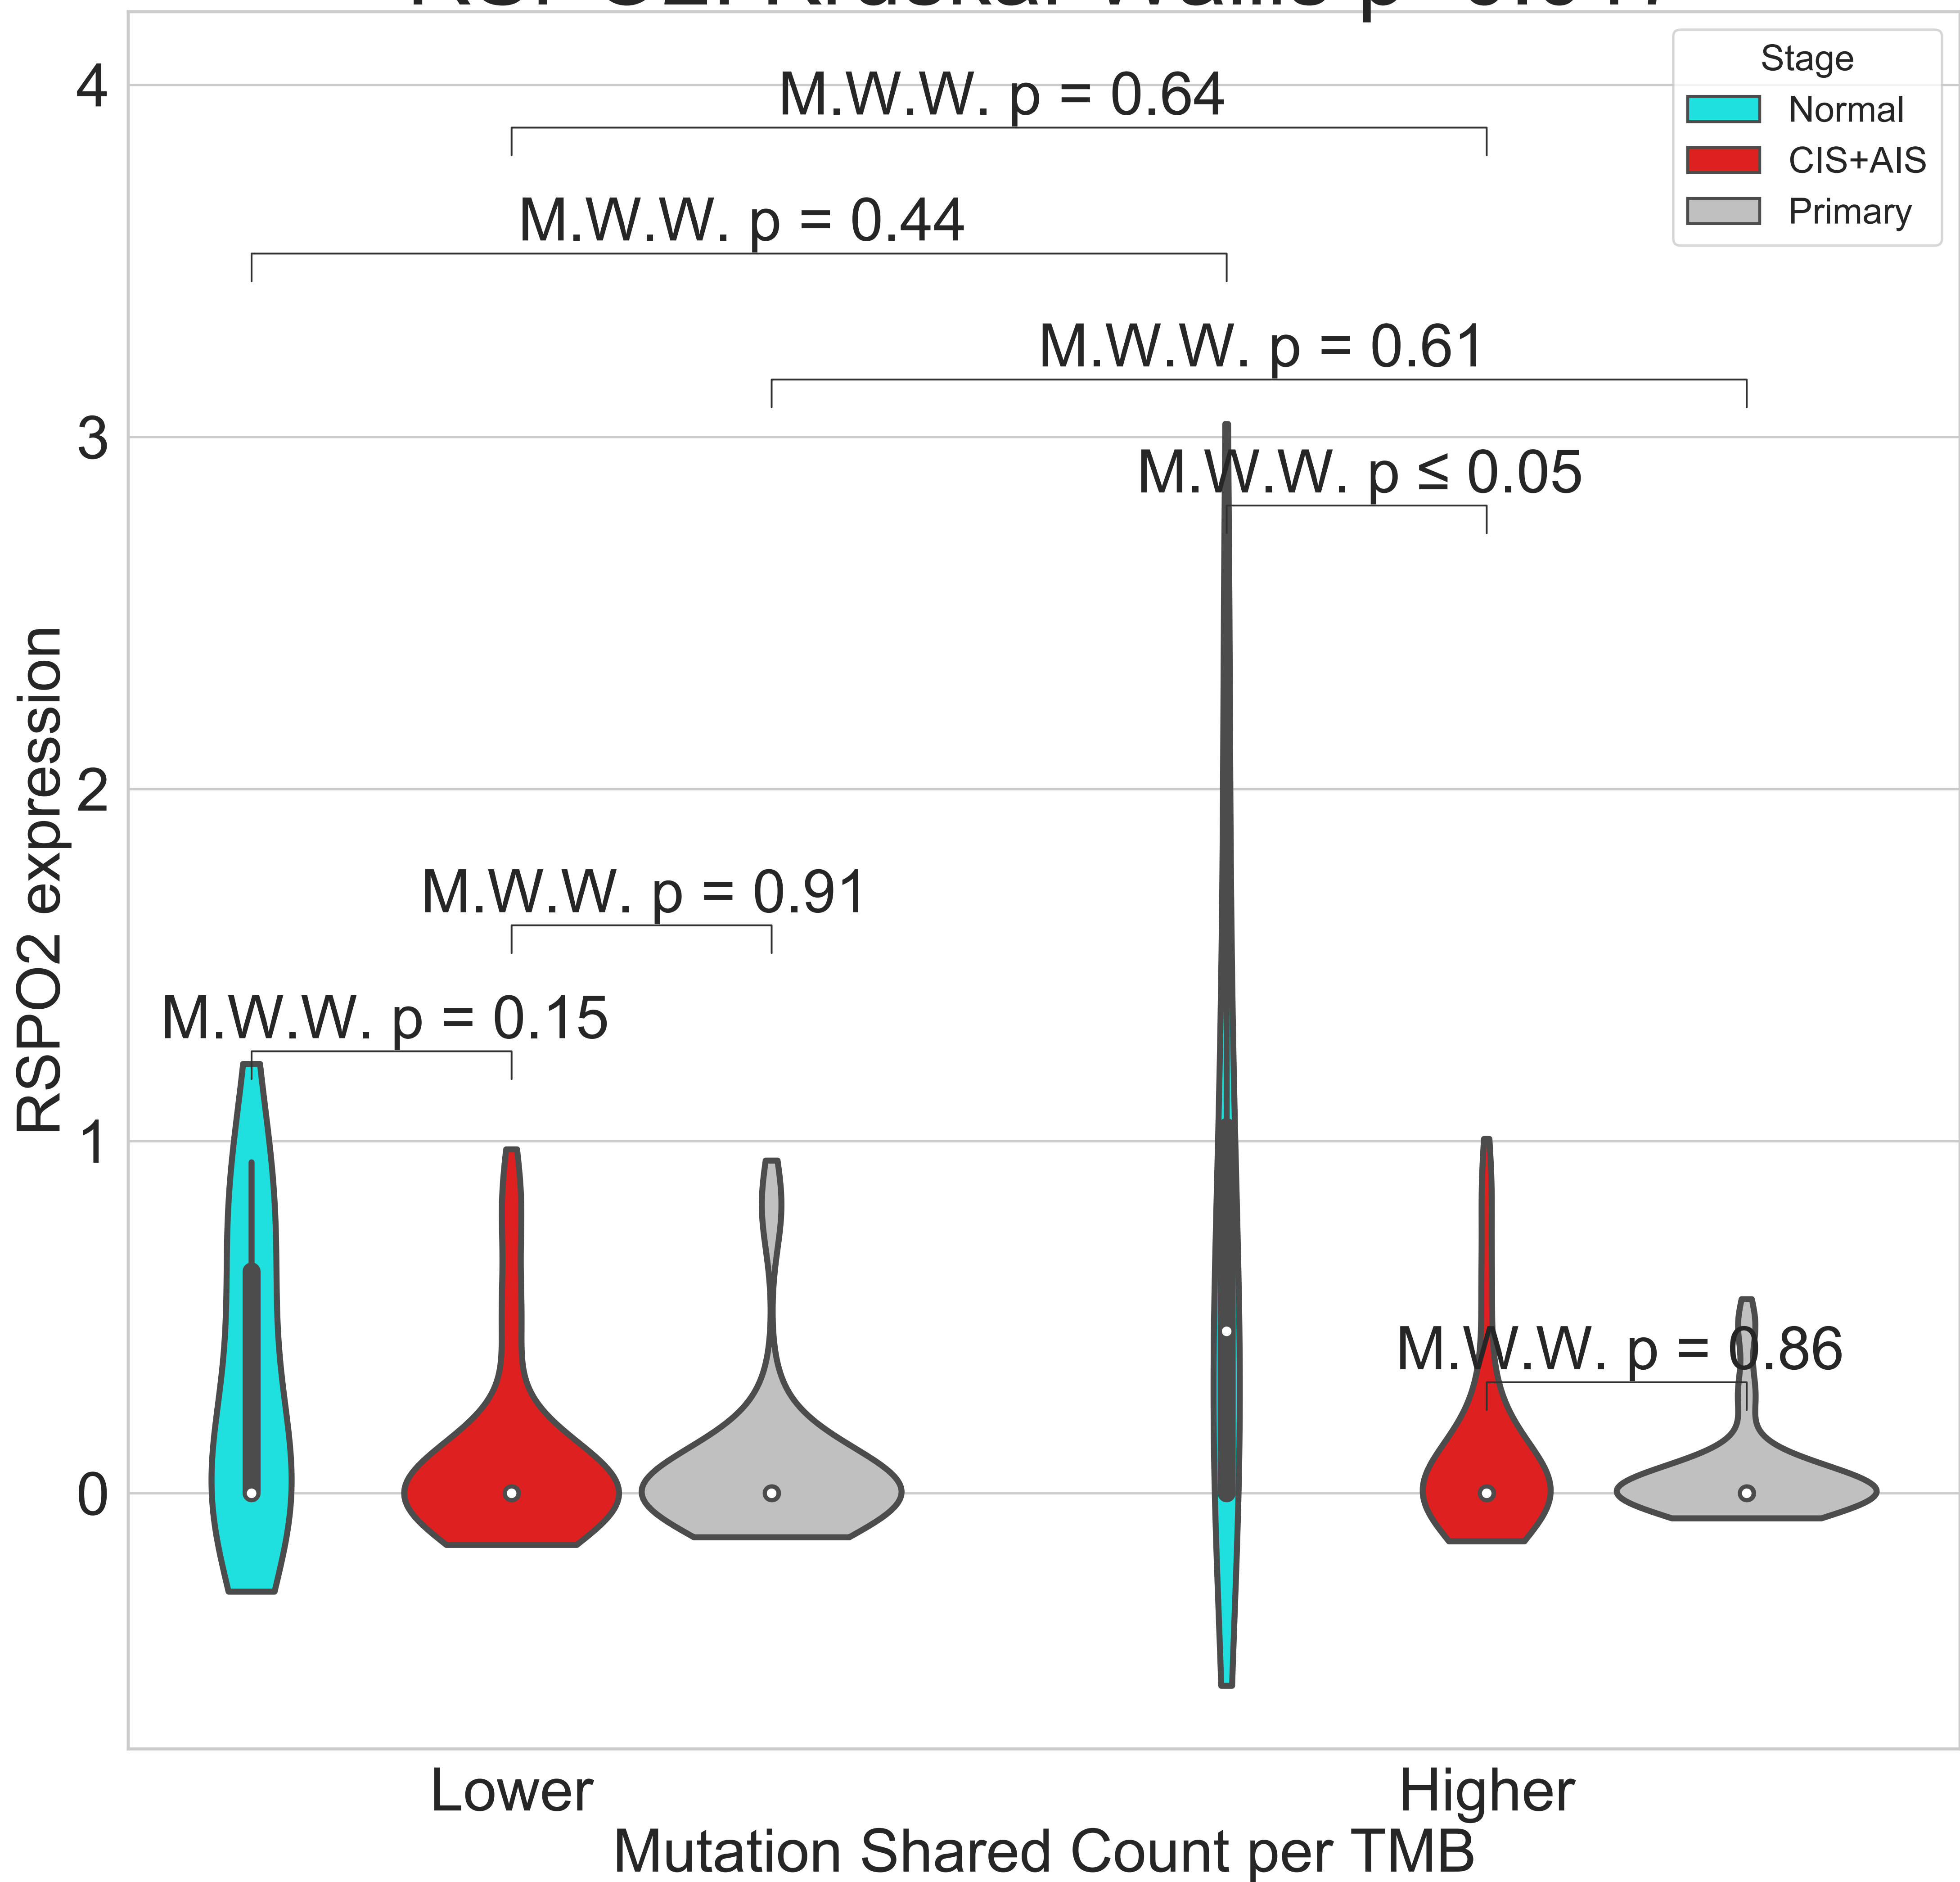 4
M.W.W. p = 0.64
Stage
Normal
CIS+AIS
Primary
M.W.W. p = 0.44
M.W.W. p = 0.61
3
M.W.W. p ≤ 0.05
2
RSPO2 expression
M.W.W. p = 0.91
M.W.W. p = 0.15
1
M.W.W. p = 0.86
0
Lower
Higher
Mutation Shared Count per TMB